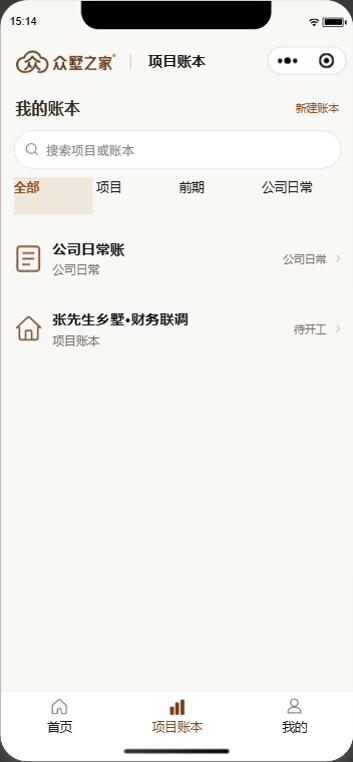 15:14
众墅之家 项目账本
我的账本 新建账本
搜索项目或账本
全部 项目 前期 公司日常
公司日常账
公司日常 公司日常
张先生乡墅·财务联调
项目账本 待开工
首页 项目账本 我的